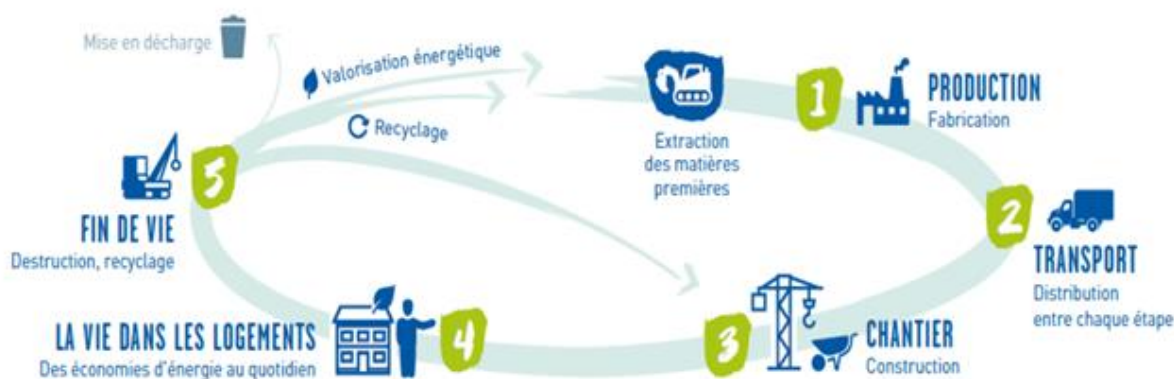 Mise en décharge
Valorisation énergétique
Recyclage
Extraction
des matières
premières
1
PRODUCTION
Fabrication
2
TRANSPORT
Distribution
entre chaque étape
3
CHANTIER
Construction
4
LA VIE DANS LES LOGEMENTS
Des économies d'énergie au quotidien
5
FIN DE VIE
Destruction, recyclage